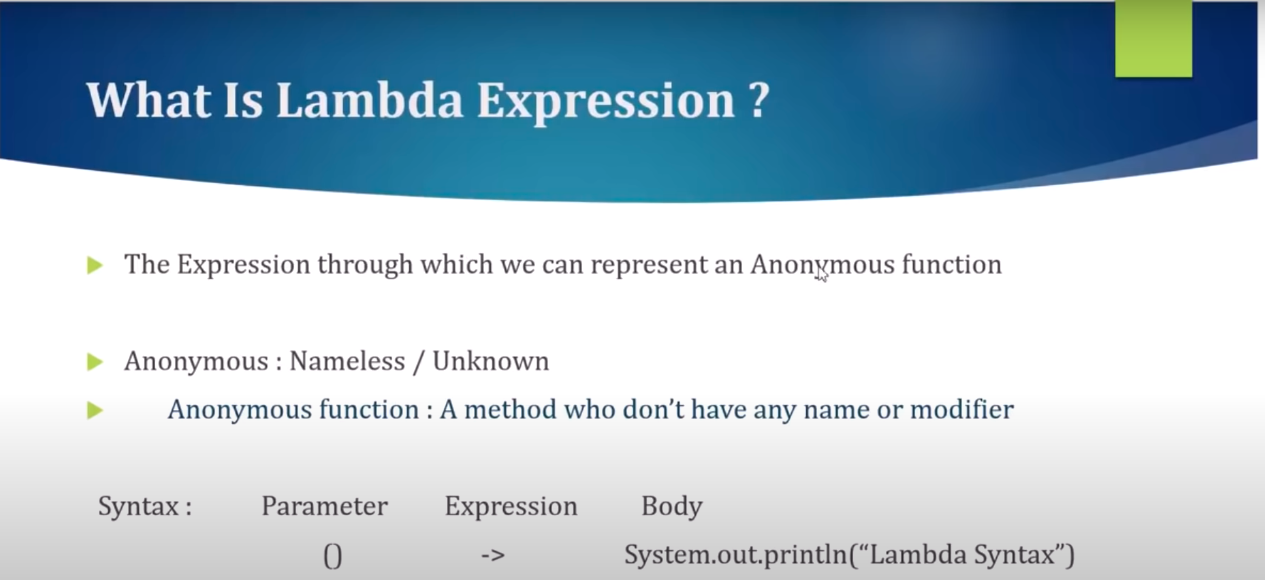 What Is Lambda Expression ?
The Expression through which we can represent an Anonymous function
Anonymous : Nameless / Unknown
Anonymous function : A method who don’t have any name or modifier
Syntax : Parameter Expression Body
() -> System.out.println(“Lambda Syntax”)